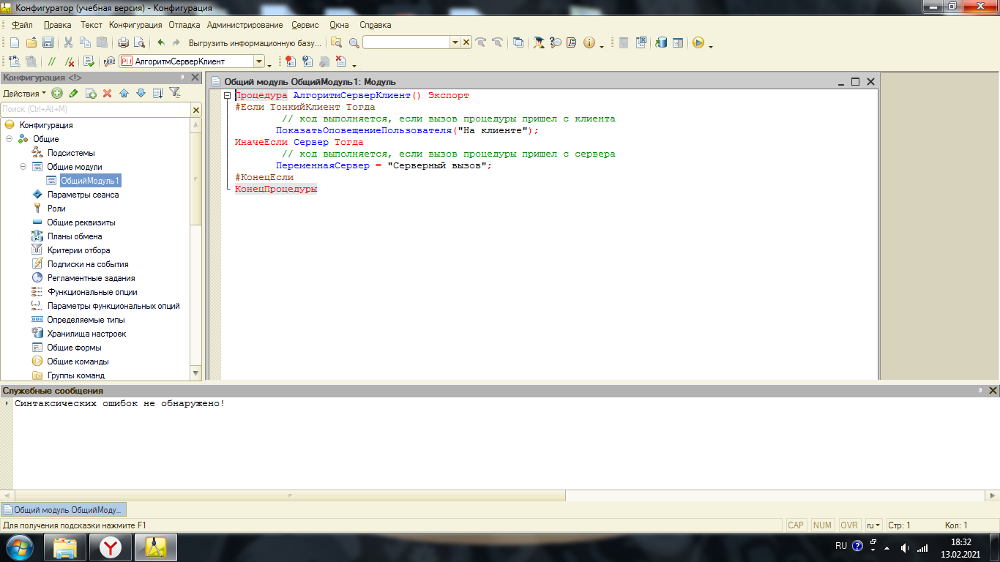 Конфигуратор (учебная версия) - Конфигурация
Файл Правка Текст Конфигурация Отладка Администрирование Сервис Окна Справка
Выгрузить информационную базу...
АлгоритмСерверКлиент
Конфигурация <!>
Действия
Поиск (Ctrl+Alt+M)
Конфигурация
Общие
Подсистемы
Общие модули
ОбщийМодуль1
Параметры сеанса
Роли
Общие реквизиты
Планы обмена
Критерии отбора
Подписки на события
Регламентные задания
Функциональные опции
Параметры функциональных опций
Определяемые типы
Хранилища настроек
Общие формы
Общие команды
Группы команд
Общий модуль ОбщийМодуль1: Модуль
Процедура АлгоритмСерверКлиент() Экспорт
#Если ТонкийКлиент Тогда
// код выполняется, если вызов процедуры пришел с клиента
ПоказатьОповещениеПользователя("На клиенте");
ИначеЕсли Сервер Тогда
// код выполняется, если вызов процедуры пришел с сервера
ПеременнаяСервер = "Серверный вызов";
#КонецЕсли
КонецПроцедуры
Служебные сообщения
Синтаксических ошибок не обнаружено!
Общий модуль ОбщийМоду...
Для получения подсказки нажмите F1
CAP NUM OVR ru Стр: 1 Кол: 1
RU 18:32
13.02.2021